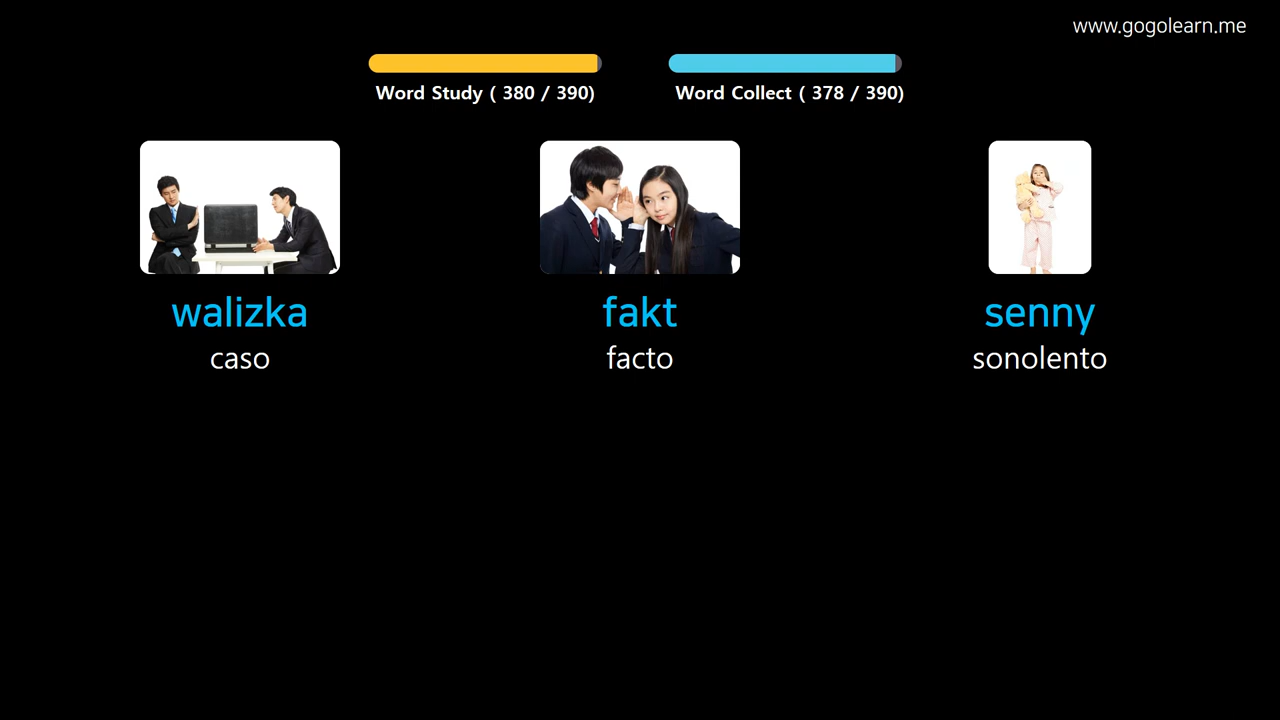 www.gogolearn.me
Word Study ( 380 / 390)
Word Collect ( 378 / 390)
walizka
caso
fakt
facto
senny
sonolento